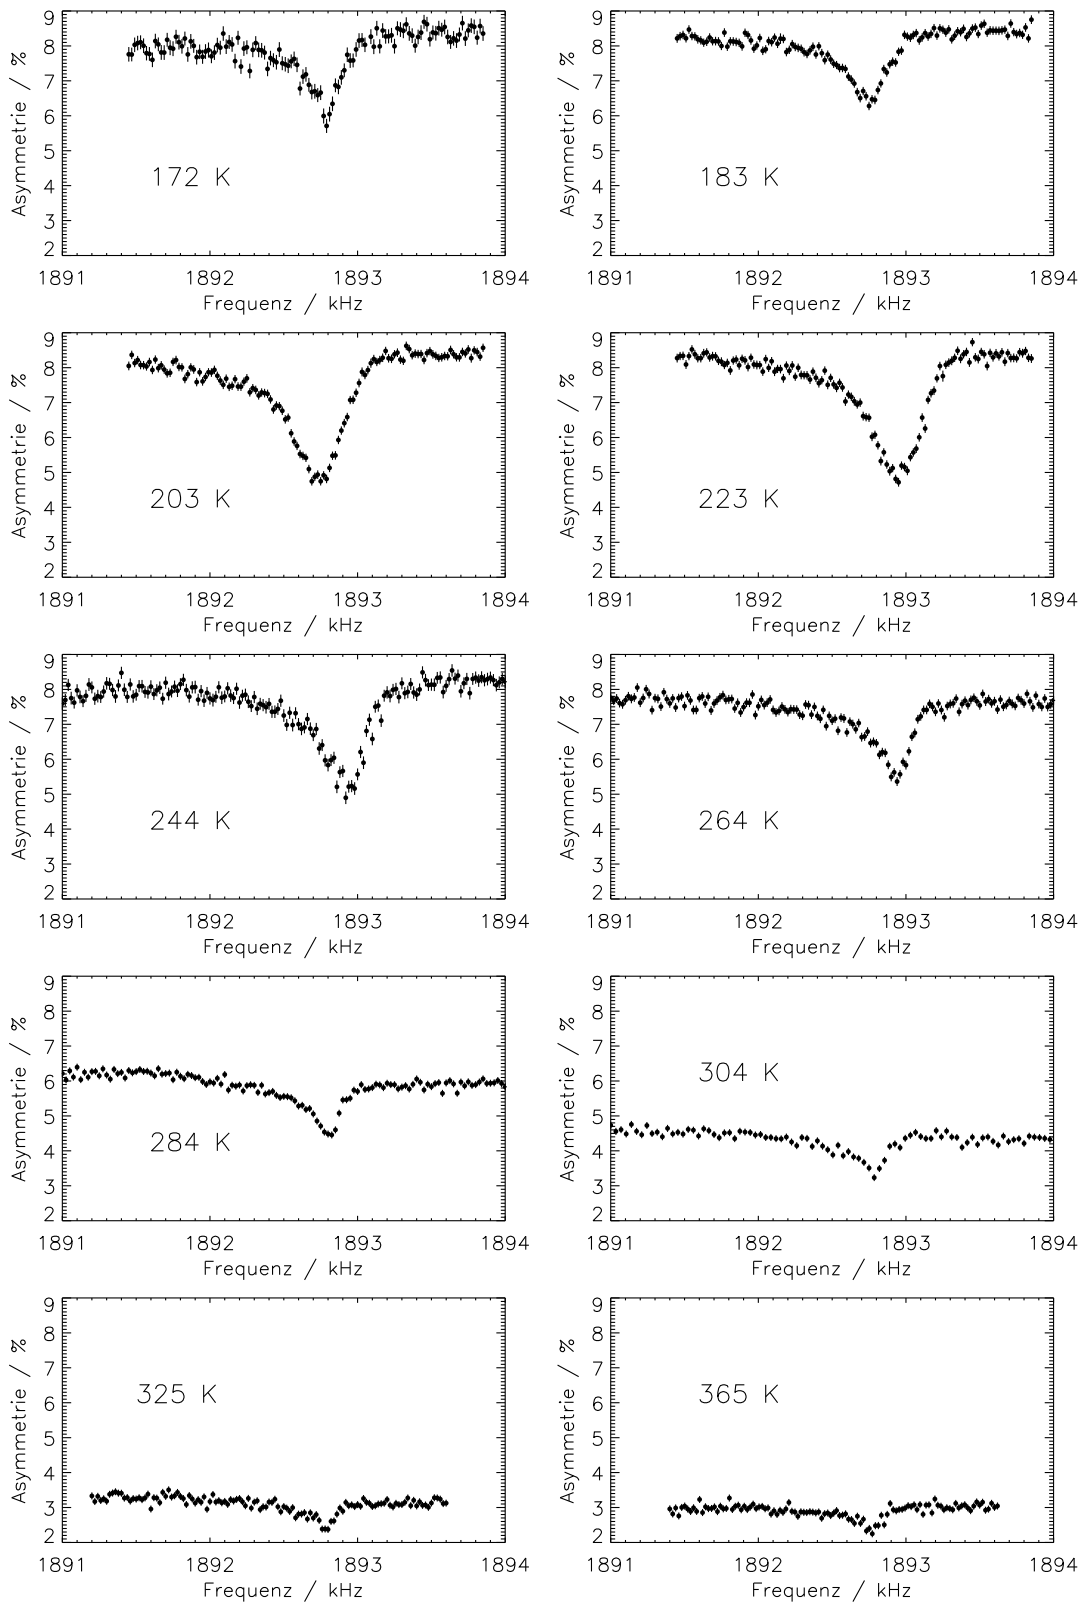 9
8
7
6
5
4
3
2
Asymmetrie / %
172 K
1891 1892 1893 1894
Frequenz / kHz
9
8
7
6
5
4
3
2
Asymmetrie / %
183 K
1891 1892 1893 1894
Frequenz / kHz
9
8
7
6
5
4
3
2
Asymmetrie / %
203 K
1891 1892 1893 1894
Frequenz / kHz
9
8
7
6
5
4
3
2
Asymmetrie / %
223 K
1891 1892 1893 1894
Frequenz / kHz
9
8
7
6
5
4
3
2
Asymmetrie / %
244 K
1891 1892 1893 1894
Frequenz / kHz
9
8
7
6
5
4
3
2
Asymmetrie / %
264 K
1891 1892 1893 1894
Frequenz / kHz
9
8
7
6
5
4
3
2
Asymmetrie / %
284 K
1891 1892 1893 1894
Frequenz / kHz
9
8
7
6
5
4
3
2
Asymmetrie / %
304 K
1891 1892 1893 1894
Frequenz / kHz
9
8
7
6
5
4
3
2
Asymmetrie / %
325 K
1891 1892 1893 1894
Frequenz / kHz
9
8
7
6
5
4
3
2
Asymmetrie / %
365 K
1891 1892 1893 1894
Frequenz / kHz